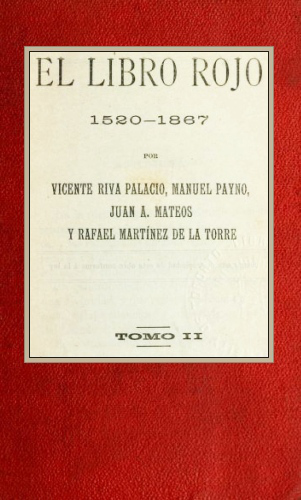 EL LIBRO ROJO
1520–1867
POR
VICENTE RIVA PALACIO, MANUEL PAYNO,
JUAN A. MATEOS
Y RAFAEL MARTÍNEZ DE LA TORRE
TOMO II